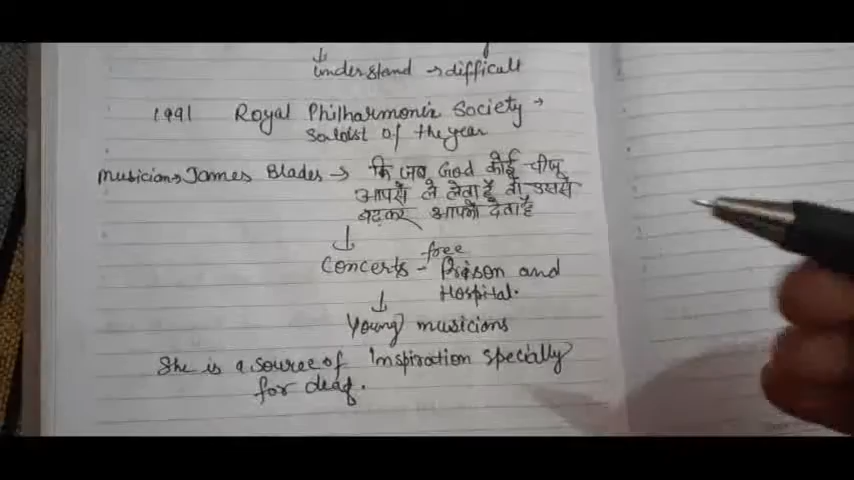 understand → difficult
1991 Royal Philharmonic Society →
Soloist of the year
Musician → James Blades → कि जब God कोई चीज
आपसे ले लेता है तो उससे
बढ़कर आपको देता है
↓
Concerts - free Prison and
Hospital.
↓
Young musicians
She is a source of Inspiration specially
for deaf.